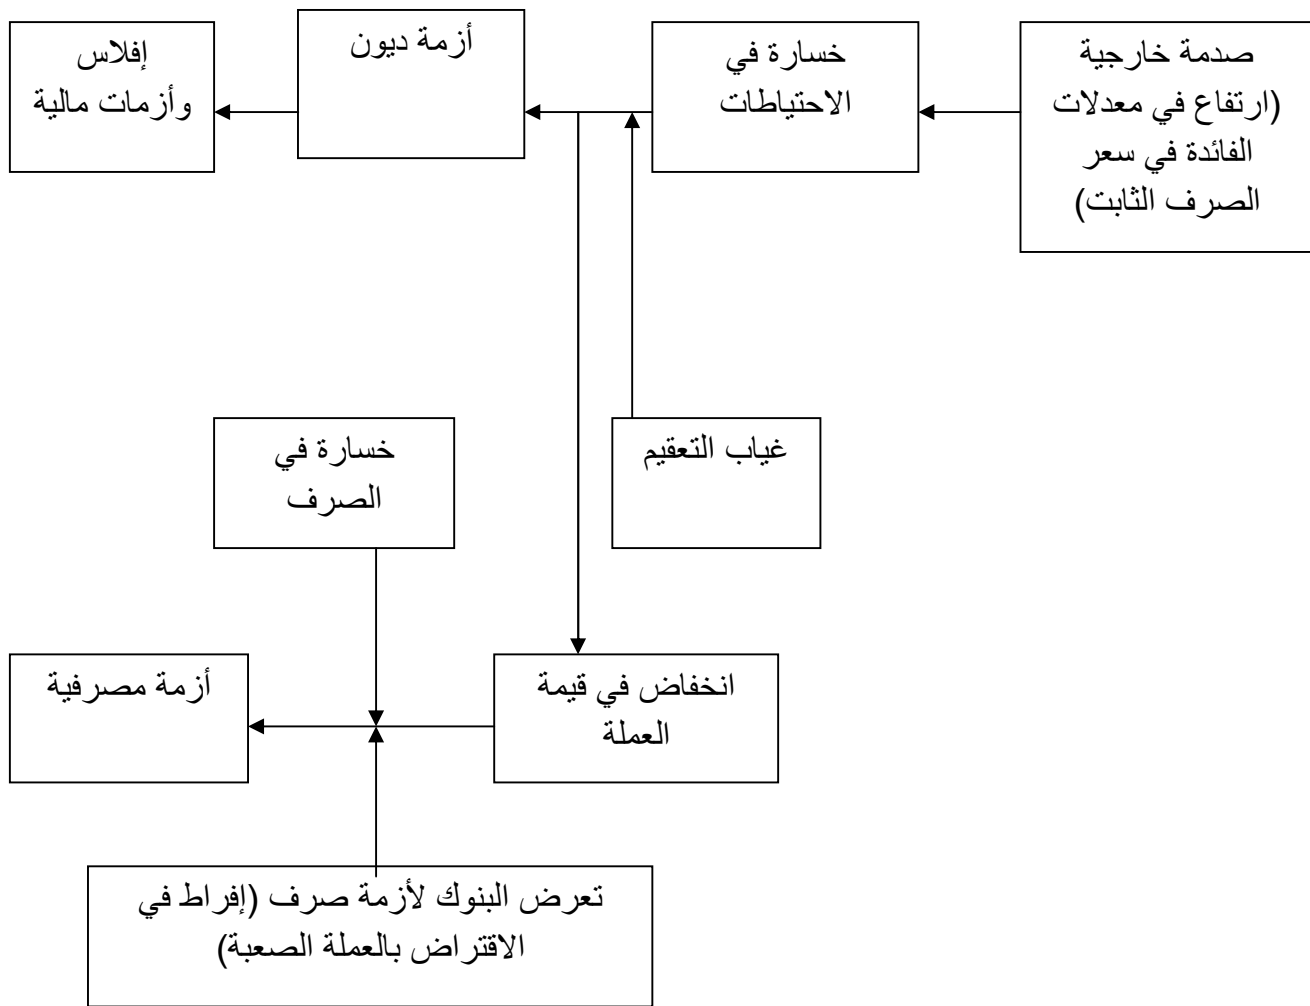 صدمة خارجية
(ارتفاع في معدلات
الفائدة في سعر
الصرف الثابت)
خسارة في
الاحتياطات
أزمة ديون
إفلاس
وأزمات مالية
غياب التعقيم
خسارة في
الصرف
انخفاض في قيمة
العملة
أزمة مصرفية
تعرض البنوك لأزمة صرف (إفراط في
الاقتراض بالعملة الصعبة)